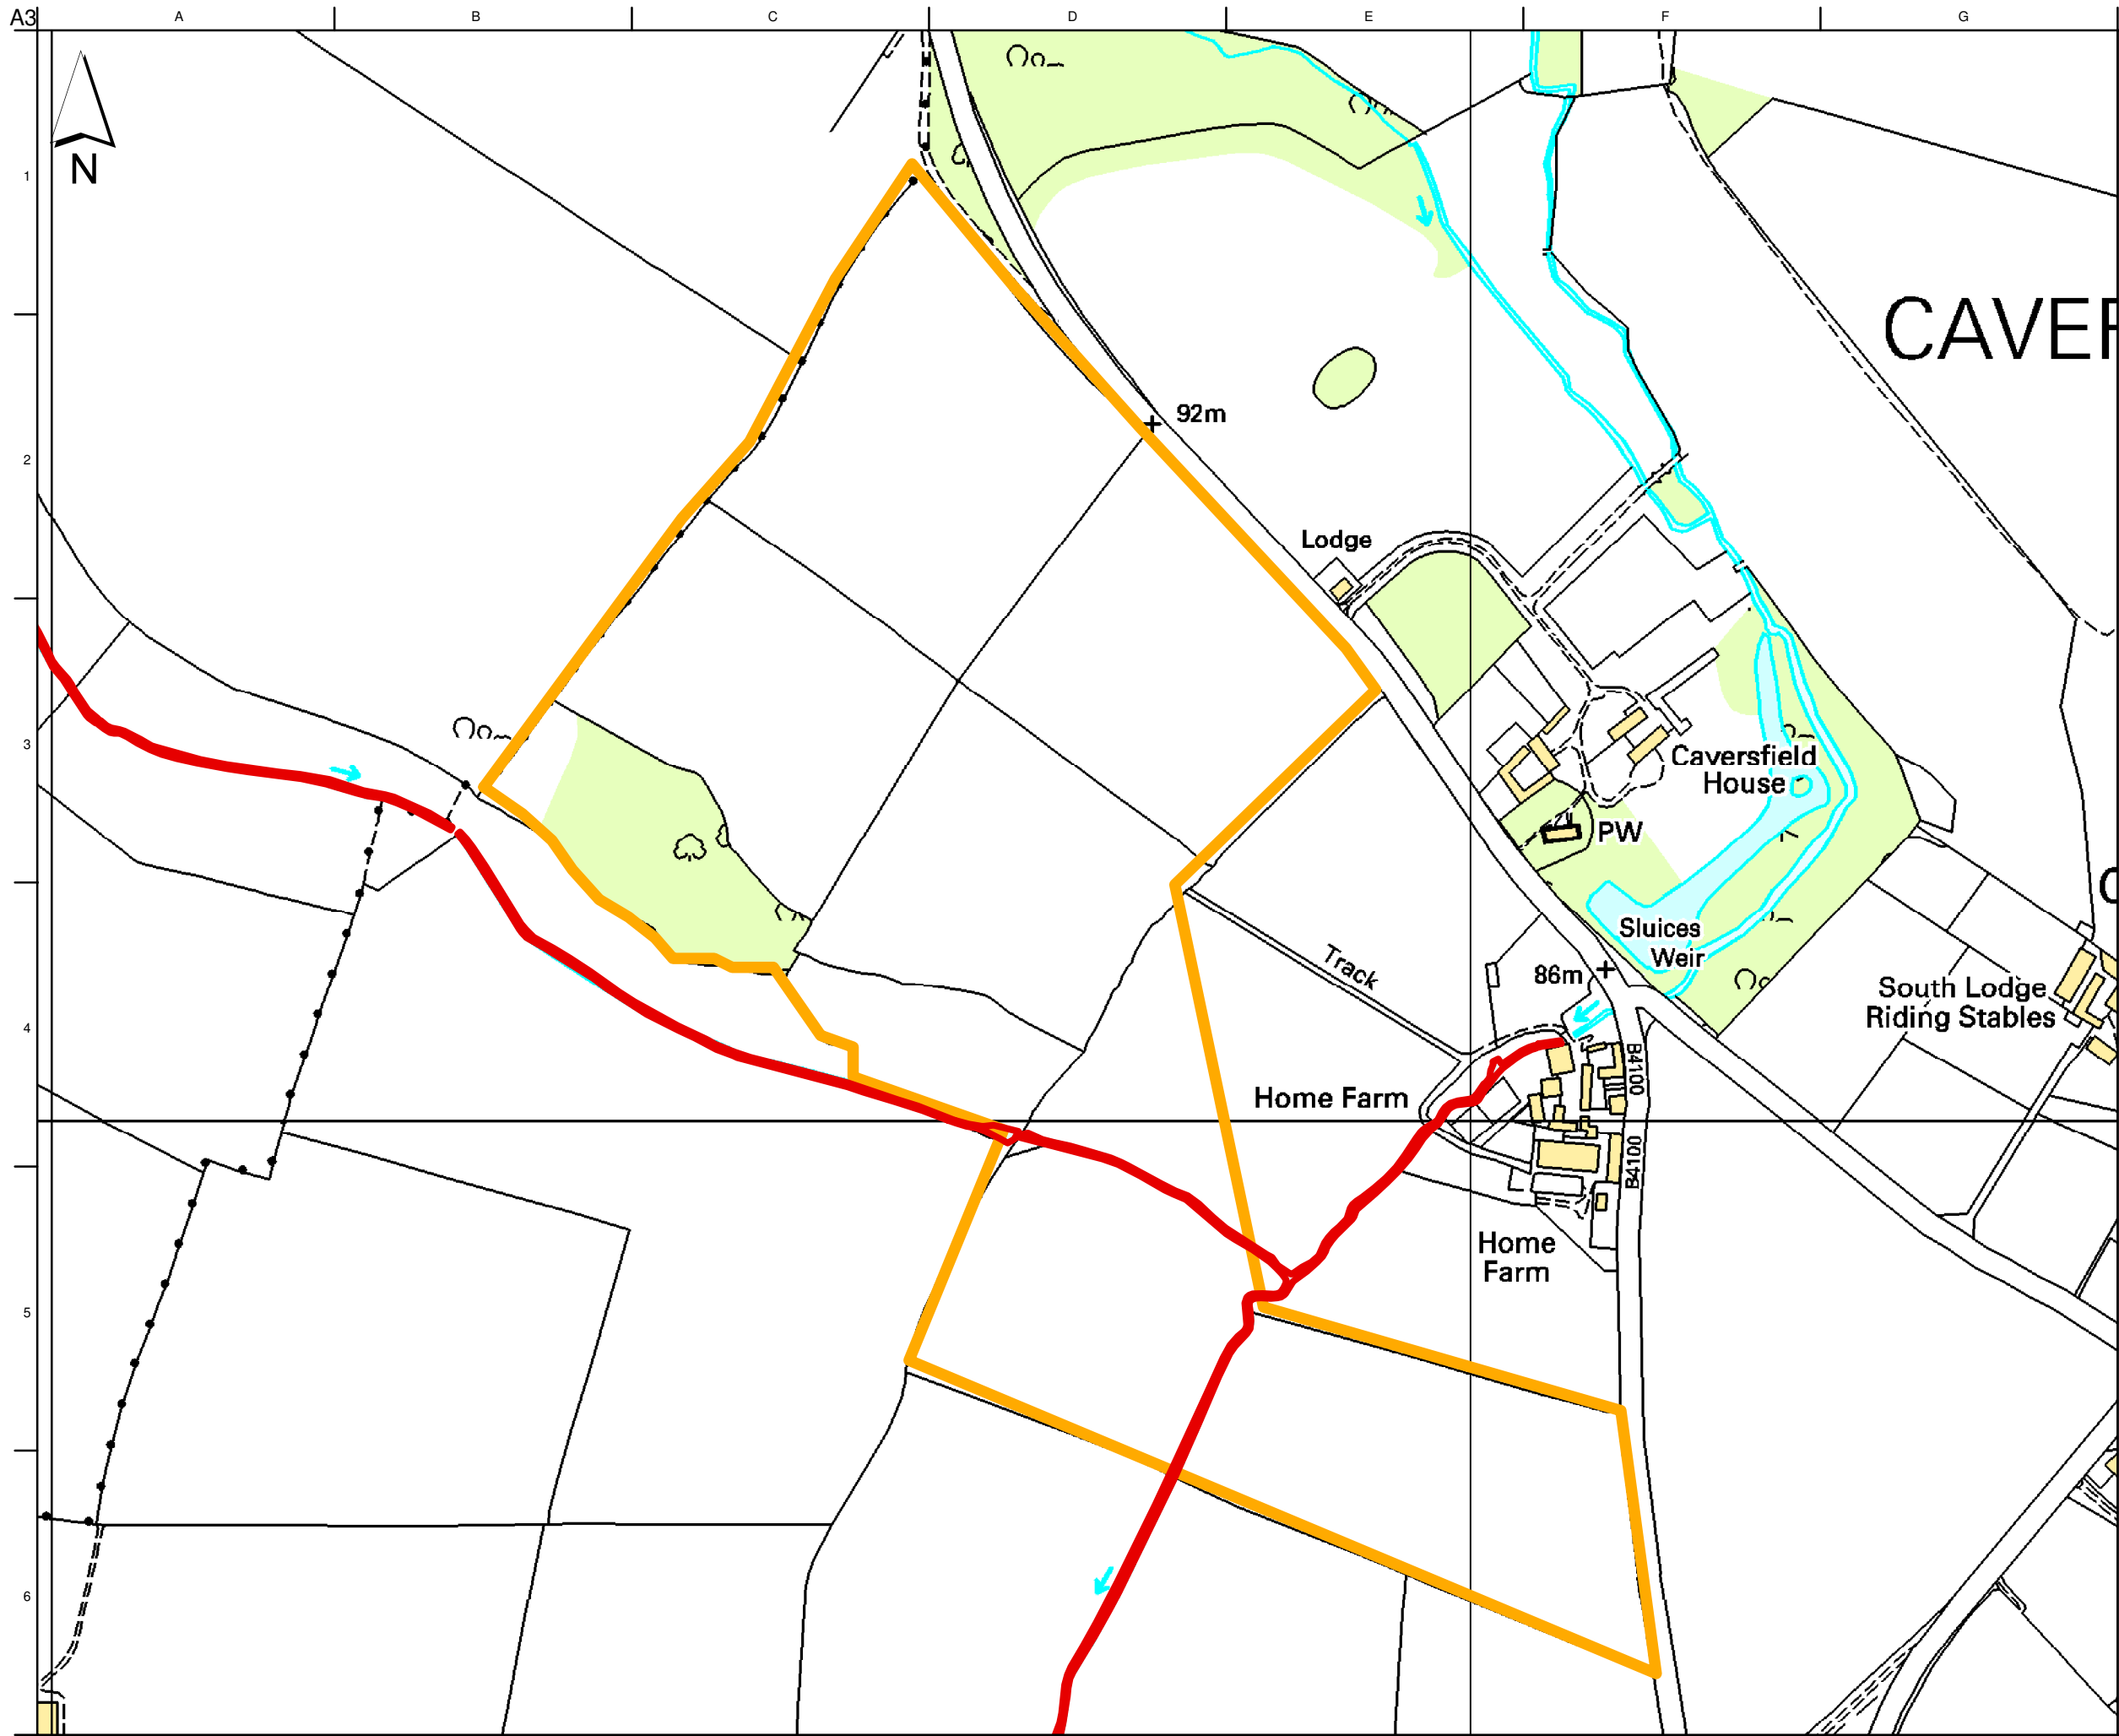 A3
A
B
C
D
E
F
G
N
1
CAVER
92m
2
Lodge
3
Caversfield
House
PW
Sluices
Weir
Track
86m
South Lodge
Riding Stables
4
B4100
Home Farm
B4100
Home
Farm
5
6